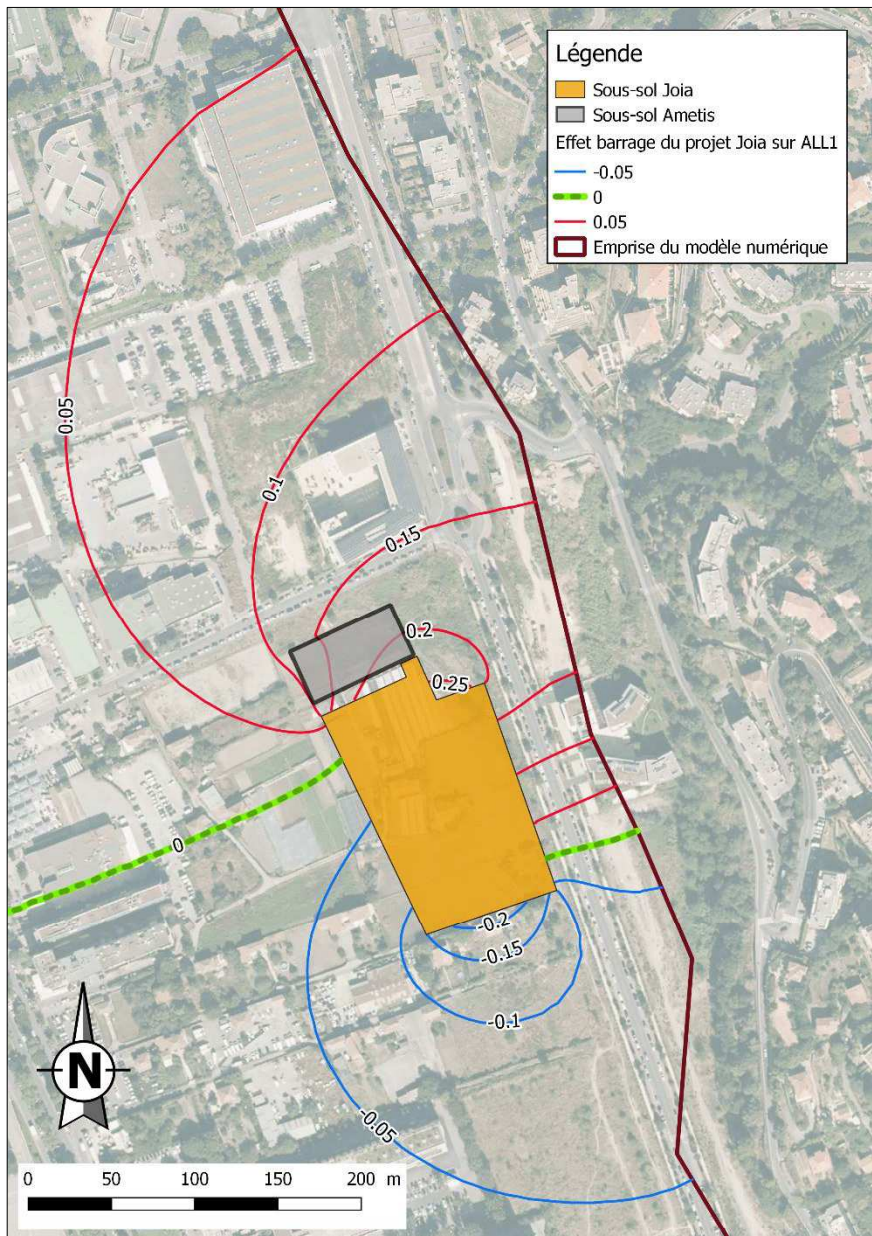 Légende
Sous-sol Joia
Sous-sol Ametis
Effet barrage du projet Joia sur ALL1
-0.05
0
0.05
Emprise du modèle numérique
0.05
0.1
0.15
0.2
0.25
0
-0.2
-0.15
-0.1
-0.05
N
0 50 100 150 200 m